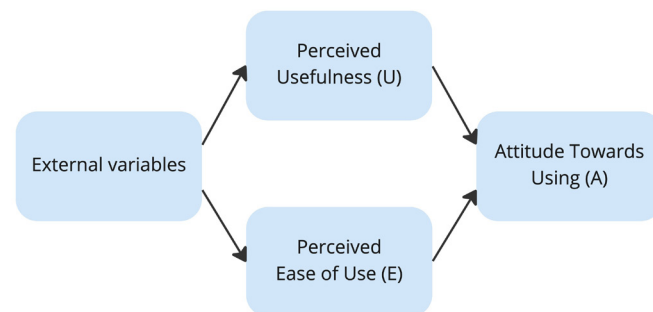 Perceived
Usefulness (U)
External variables
Attitude Towards
Using (A)
Perceived
Ease of Use (E)